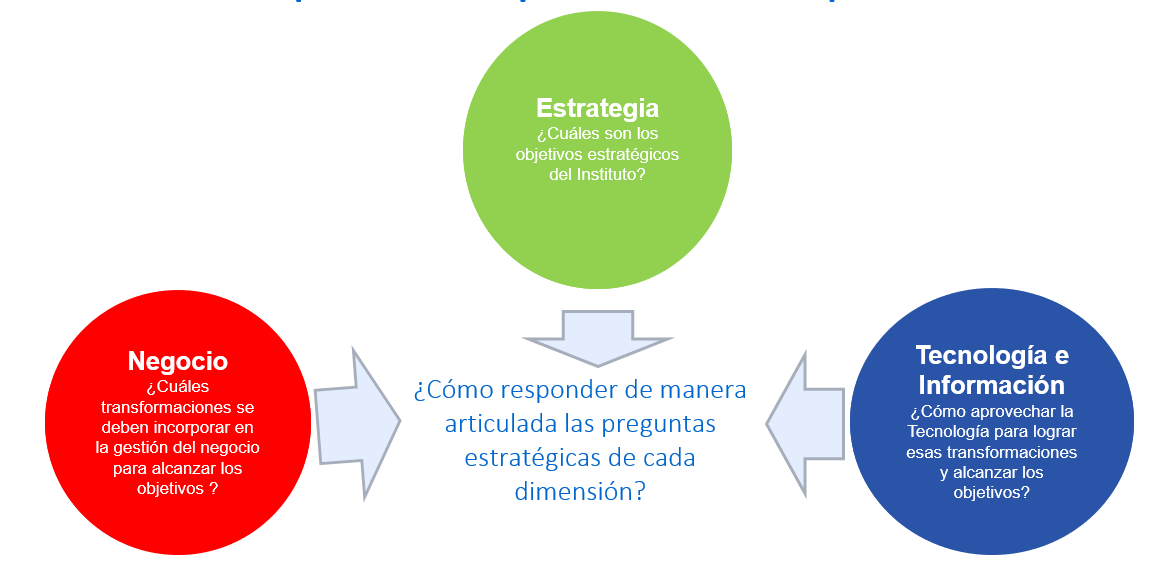 Estrategia
¿Cuáles son los
objetivos estratégicos
del Instituto?
Negocio
¿Cuáles
transformaciones se
deben incorporar en
la gestión del negocio
para alcanzar los
objetivos ?
¿Cómo responder de manera
articulada las preguntas
estratégicas de cada
dimensión?
Tecnología e
Información
¿Cómo aprovechar la
Tecnología para lograr
esas transformaciones
y alcanzar los
objetivos?